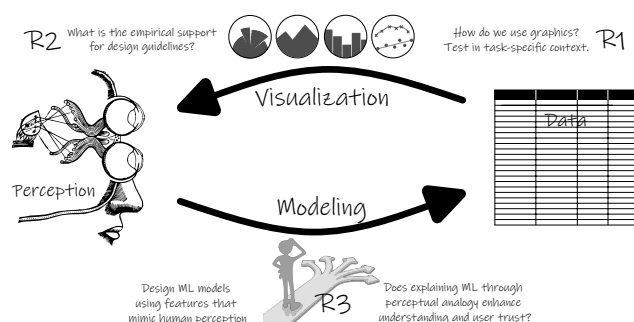 R2
What is the empirical support
for design guidelines?
How do we use graphics?
Test in task-specific context.
R1
Visualization
Data
Perception
Modeling
Design ML models
using features that
mimic human perception
R3
Does explaining ML through
perceptual analogy enhance
understanding and user trust?